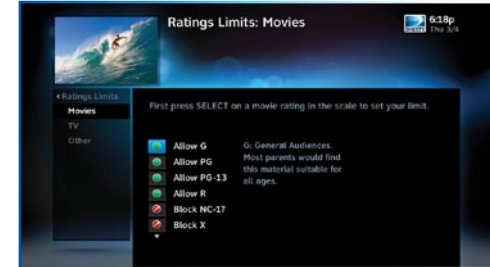 Ratings Limits: Movies
DIRECTV
6:18p
Thu 3/4
<Ratings Limits
Movies
TV
Other
First press SELECT on a movie rating in the scale to set your limit.
Allow G
Allow PG
Allow PG-13
Allow R
Block NC-17
Block X
G: General Audiences.
Most parents would find
this material suitable for
all ages.